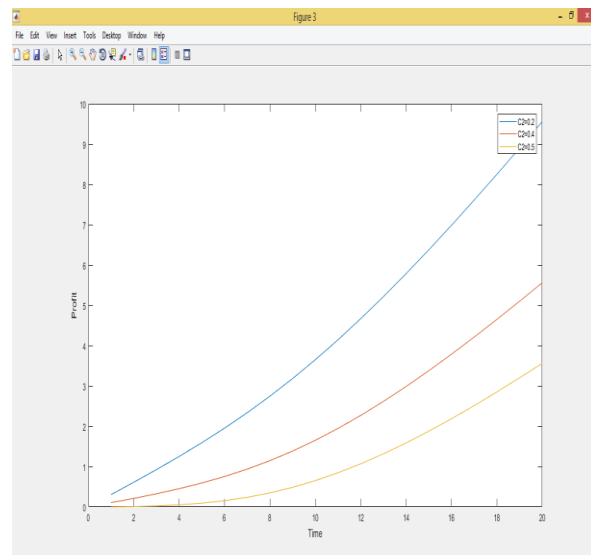 Figure 3
File Edit View Insert Tools Desktop Window Help
10
9
8
7
6
5
4
3
2
1
0
Profit
C2=0.2
C2=0.4
C2=0.5
0 2 4 6 8 10 12 14 16 18 20
Time